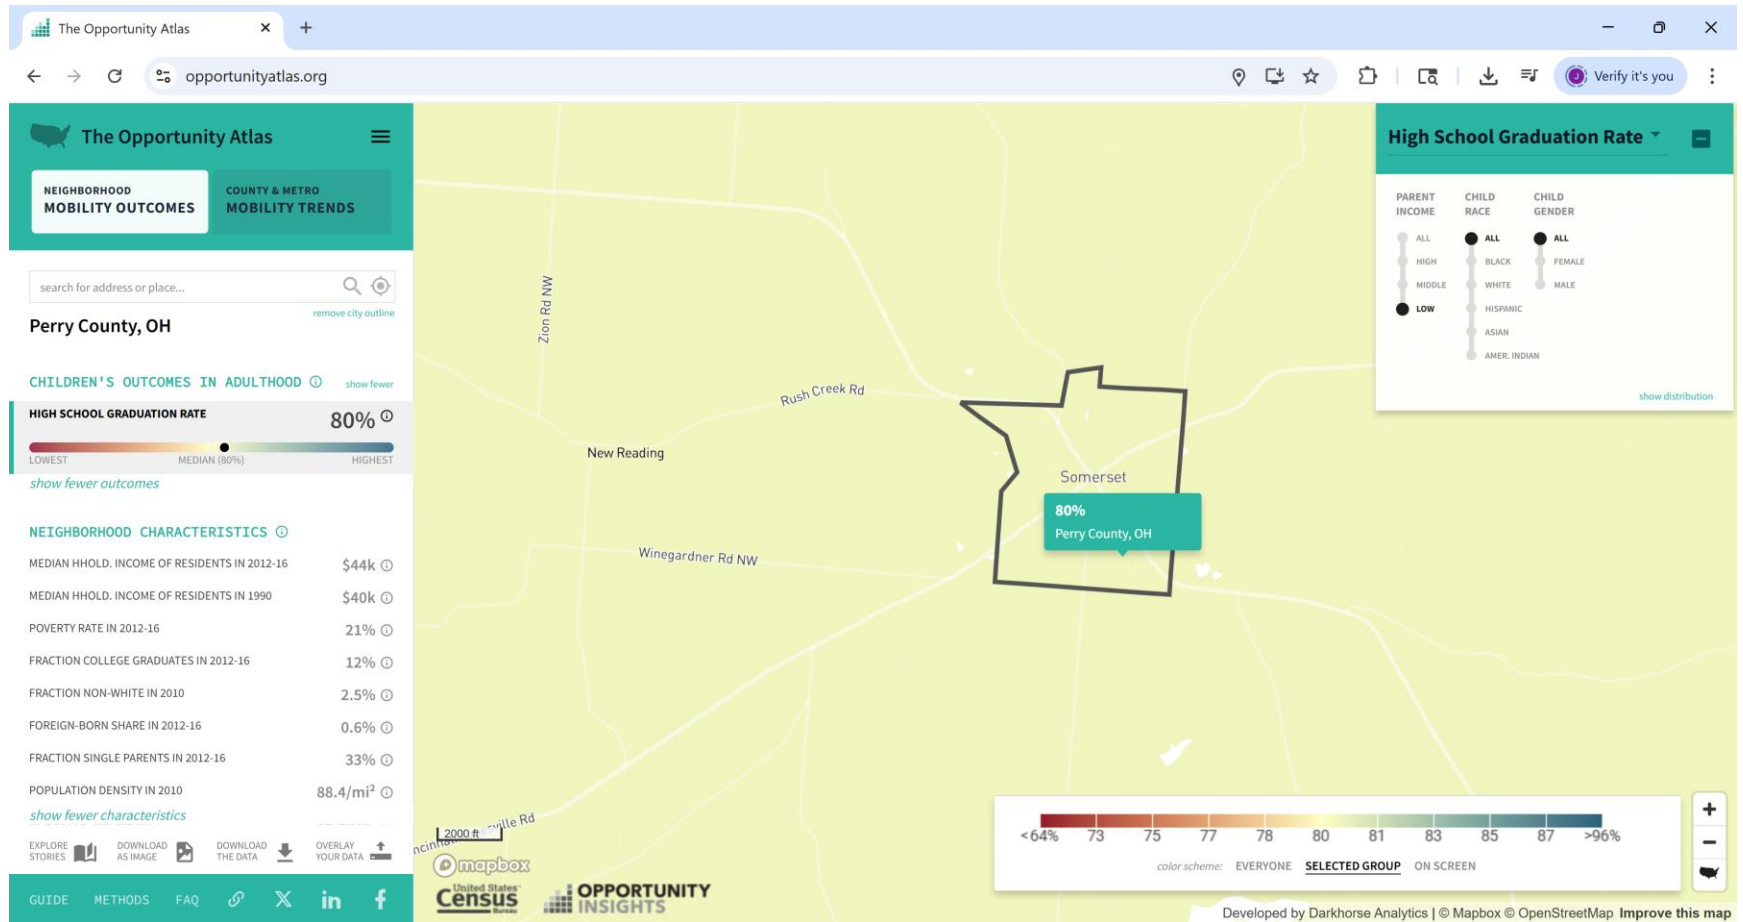 The Opportunity Atlas
opportunityatlas.org
Verify it's you
The Opportunity Atlas
NEIGHBORHOOD
MOBILITY OUTCOMES
COUNTY & METRO
MOBILITY TRENDS
search for address or place...
remove city outline
Perry County, OH
CHILDREN'S OUTCOMES IN ADULTHOOD
show fewer
HIGH SCHOOL GRADUATION RATE
80%
LOWEST
MEDIAN (80%)
HIGHEST
show fewer outcomes
NEIGHBORHOOD CHARACTERISTICS
MEDIAN HHOLD. INCOME OF RESIDENTS IN 2012-16 $44k
MEDIAN HHOLD. INCOME OF RESIDENTS IN 1990 $40k
POVERTY RATE IN 2012-16 21%
FRACTION COLLEGE GRADUATES IN 2012-16 12%
FRACTION NON-WHITE IN 2010 2.5%
FOREIGN-BORN SHARE IN 2012-16 0.6%
FRACTION SINGLE PARENTS IN 2012-16 33%
POPULATION DENSITY IN 2010 88.4/mi²
show fewer characteristics
EXPLORE
STORIES
DOWNLOAD
AS IMAGE
DOWNLOAD
THE DATA
OVERLAY
YOUR DATA
GUIDE METHODS FAQ
Zion Rd NW
Rush Creek Rd
New Reading
Winegardner Rd NW
Somerset
80%
Perry County, OH
2000 ft
mapbox
United States
Census
Bureau
OPPORTUNITY
INSIGHTS
High School Graduation Rate
PARENT
INCOME
ALL
HIGH
MIDDLE
LOW
CHILD
RACE
ALL
BLACK
WHITE
HISPANIC
ASIAN
AMER. INDIAN
CHILD
GENDER
ALL
FEMALE
MALE
show distribution
<64% 73 75 77 78 80 81 83 85 87 >96%
color scheme: EVERYONE SELECTED GROUP ON SCREEN
Developed by Darkhorse Analytics | © Mapbox © OpenStreetMap Improve this map